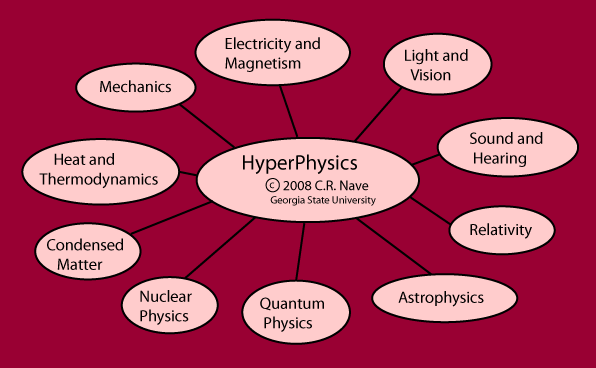 Electricity and
Magnetism
Light and
Vision
Mechanics
Sound and
Hearing
HyperPhysics
© 2008 C.R. Nave
Georgia State University
Heat and
Thermodynamics
Relativity
Condensed
Matter
Nuclear
Physics
Quantum
Physics
Astrophysics